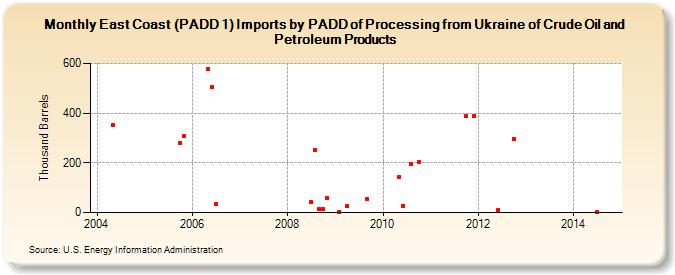 Monthly East Coast (PADD 1) Imports by PADD of Processing from Ukraine of Crude Oil and
Petroleum Products
Thousand Barrels
600
400
200
0
2004 2006 2008 2010 2012 2014
Source: U.S. Energy Information Administration